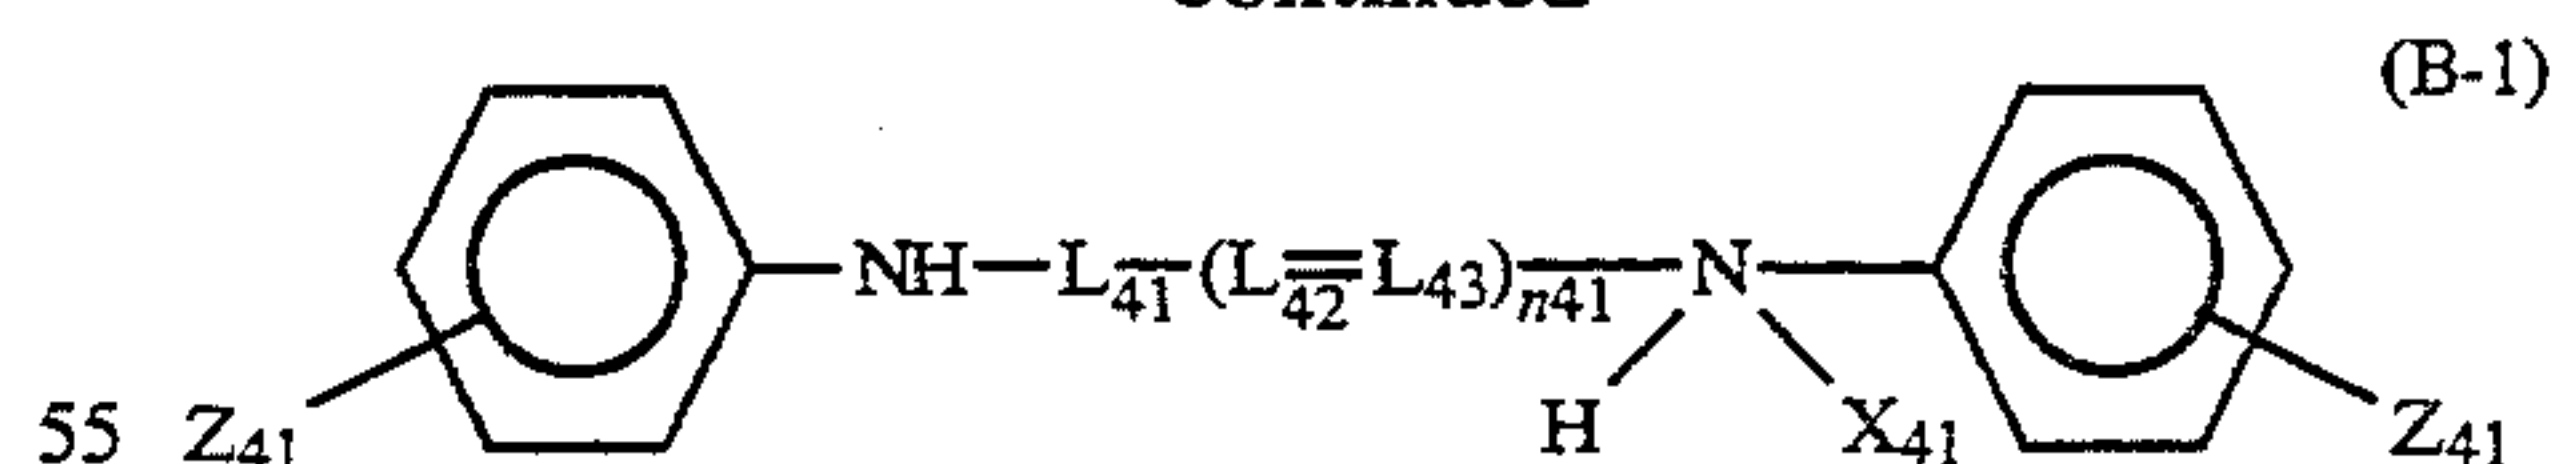 continued
(B-1)
NH—L41—(L42=L43)n41—N
H X41
55 Z41 Z41